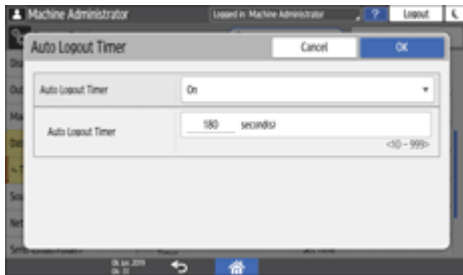 Machine Administrator
Logged in: Machine Administrator
?
Logout
Auto Logout Timer
Cancel
OK
Auto Logout Timer
On
Auto Logout Timer
180 second(s)
<10 - 999>